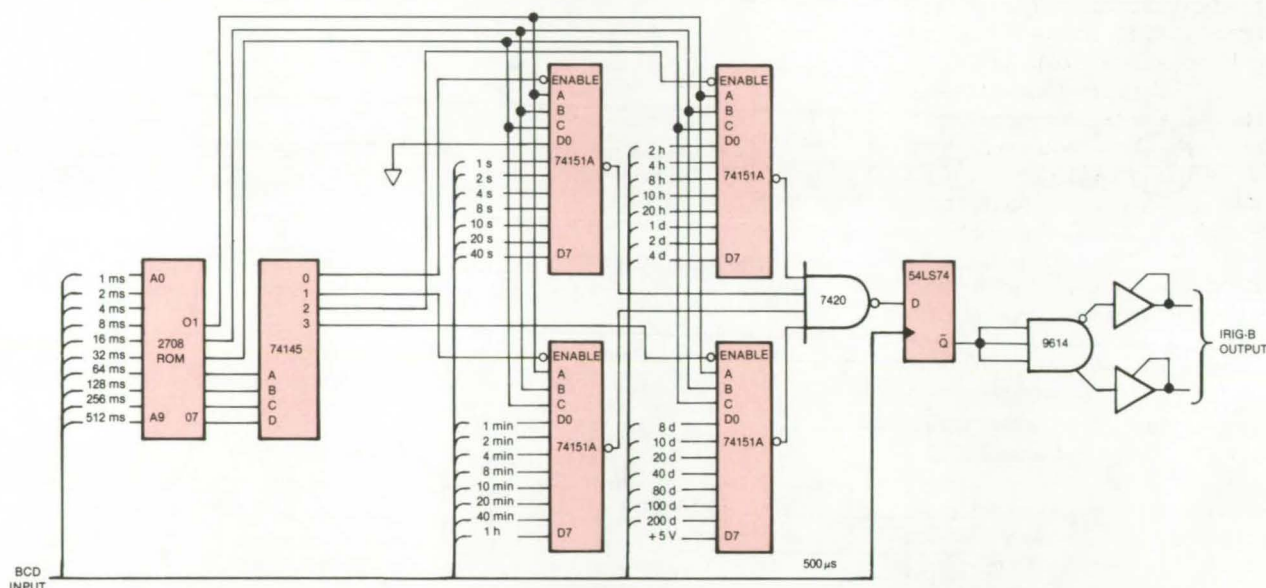 ENABLE
A
B
C
D0
74151A
D7
1 s
2 s
4 s
8 s
10 s
20 s
40 s
ENABLE
A
B
C
D0
74151A
D7
2 h
4 h
8 h
10 h
20 h
1 d
2 d
4 d
1 ms
2 ms
4 ms
8 ms
16 ms
32 ms
64 ms
128 ms
256 ms
512 ms
A0
O1
2708
ROM
A9
07
0
1
2
3
74145
A
B
C
D
7420
54LS74
D
Q̄
9614
IRIG-B
OUTPUT
ENABLE
A
B
C
D0
74151A
D7
1 min
2 min
4 min
8 min
10 min
20 min
40 min
1 h
ENABLE
A
B
C
D0
74151A
D7
8 d
10 d
20 d
40 d
80 d
100 d
200 d
+5 V
500 μs
BCD
INPUT